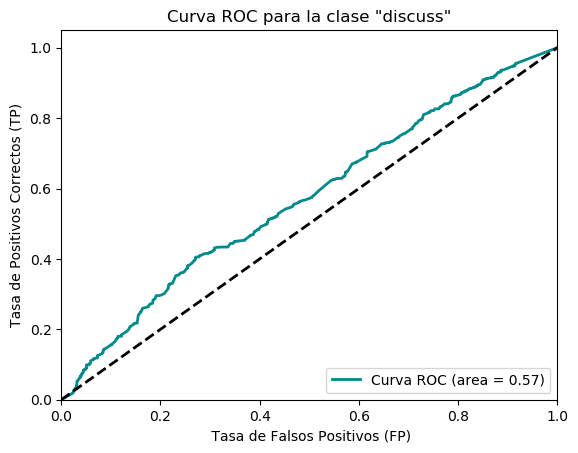 Curva ROC para la clase "discuss"
Tasa de Positivos Correctos (TP)
1.0
0.8
0.6
0.4
0.2
0.0
0.0 0.2 0.4 0.6 0.8 1.0
Curva ROC (area = 0.57)
Tasa de Falsos Positivos (FP)